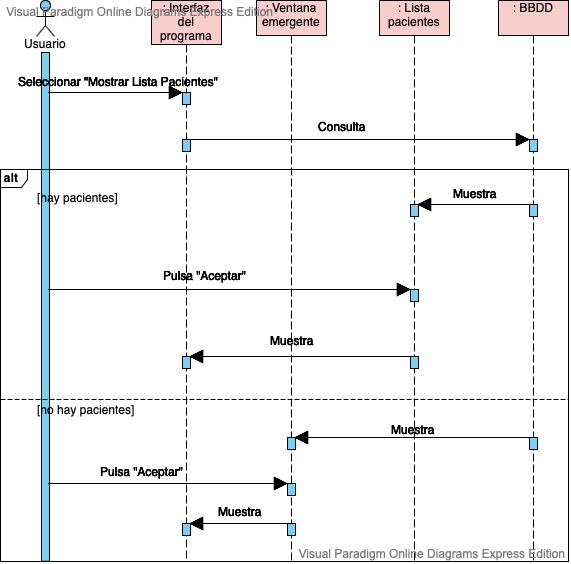 Visual Paradigm Online Diagrams Express Edition
Usuario
: Interfaz
del
programa
: Ventana
emergente
: Lista
pacientes
: BBDD
Seleccionar "Mostrar Lista Pacientes"
Consulta
alt
[hay pacientes]
Muestra
Pulsa "Aceptar"
Muestra
[no hay pacientes]
Muestra
Pulsa "Aceptar"
Muestra
Visual Paradigm Online Diagrams Express Edition